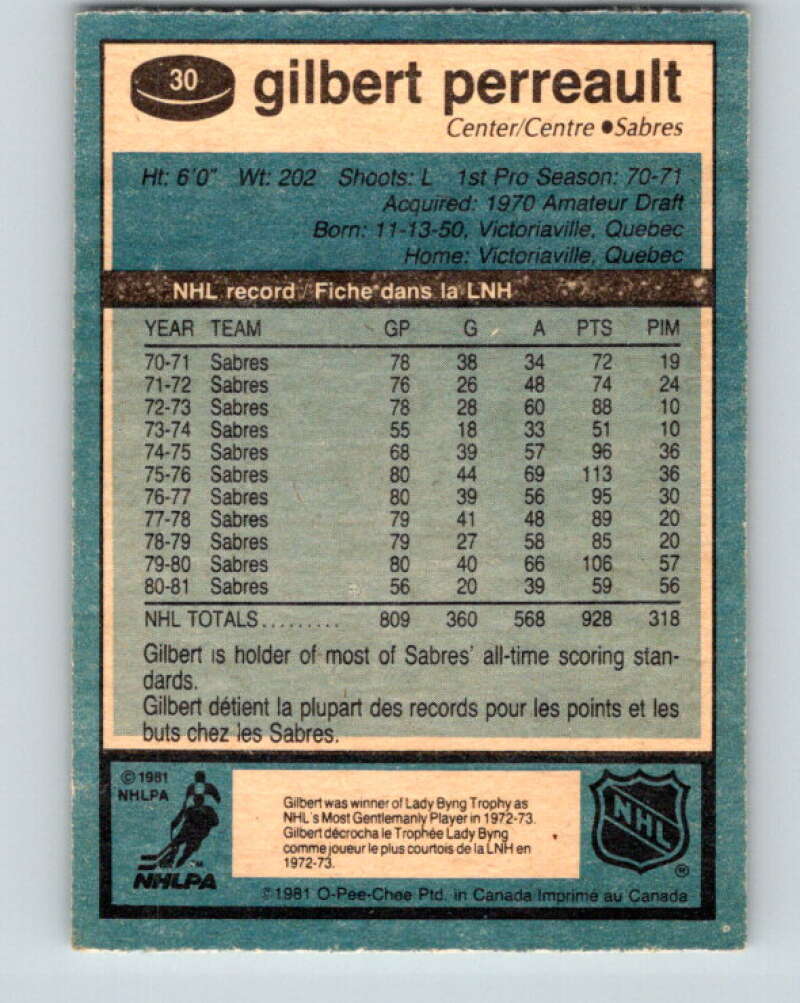 30
gilbert perreault
Center/Centre ●Sabres
Ht: 6'0" Wt: 202 Shoots: L 1st Pro Season: 70-71
Acquired: 1970 Amateur Draft
Born: 11-13-50, Victoriaville, Quebec
Home: Victoriaville, Quebec
NHL record/Fiche dans la LNH
YEAR TEAM GP G A PTS PIM
70-71 Sabres 78 38 34 72 19
71-72 Sabres 76 26 48 74 24
72-73 Sabres 78 28 60 88 10
73-74 Sabres 55 18 33 51 10
74-75 Sabres 68 39 57 96 36
75-76 Sabres 80 44 69 113 36
76-77 Sabres 80 39 56 95 30
77-78 Sabres 79 41 48 89 20
78-79 Sabres 79 27 58 85 20
79-80 Sabres 80 40 66 106 57
80-81 Sabres 56 20 39 59 56
NHL TOTALS......... 809 360 568 928 318
Gilbert is holder of most of Sabres' all-time scoring stan-
dards.
Gilbert détient la plupart des records pour les points et les
buts chez les Sabres.
© 1981
NHLPA
NHLPA
Gilbert was winner of Lady Byng Trophy as
NHL's Most Gentlemanly Player in 1972-73.
Gilbert décrocha le Trophée Lady Byng
comme joueur le plus courtois de la LNH en
1972-73.
NHL
®
©1981 O-Pee-Chee Ptd. in Canada Imprimé au Canada